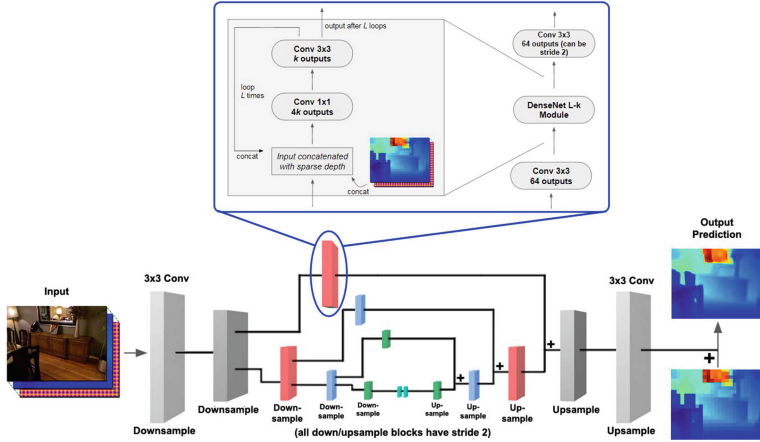 output after L loops
Conv 3x3
k outputs
loop
L times
Conv 1x1
4k outputs
concat
Input concatenated
with sparse depth
concat
Conv 3x3
64 outputs (can be
stride 2)
DenseNet L-k
Module
Conv 3x3
64 outputs
Output
Prediction
Input
3x3 Conv
3x3 Conv
+
+
+
+
Downsample
Downsample
Down-
sample
Down-
sample
Down-
sample
Up-
sample
Up-
sample
Up-
sample
Upsample
Upsample
(all down/upsample blocks have stride 2)